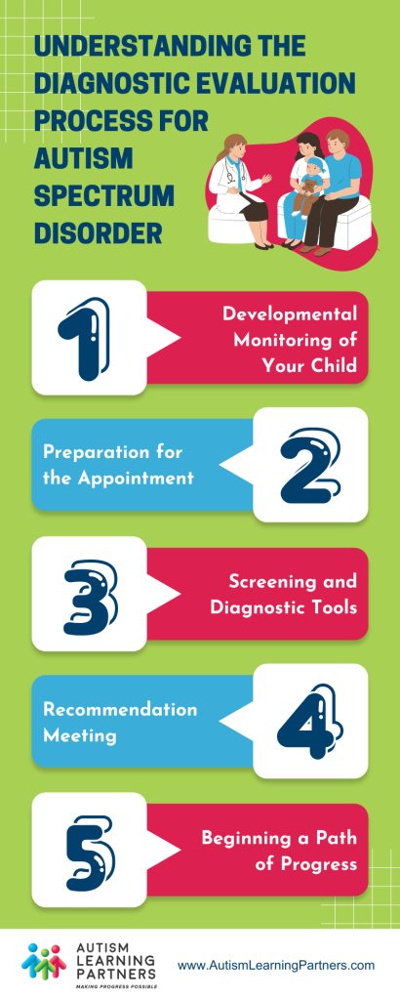 UNDERSTANDING THE
DIAGNOSTIC EVALUATION
PROCESS FOR
AUTISM
SPECTRUM
DISORDER
1
Developmental
Monitoring of
Your Child
Preparation for
the Appointment
2
3
Screening and
Diagnostic Tools
Recommendation
Meeting
4
5
Beginning a Path
of Progress
AUTISM
LEARNING
PARTNERS
MAKING PROGRESS POSSIBLE
www.AutismLearningPartners.com